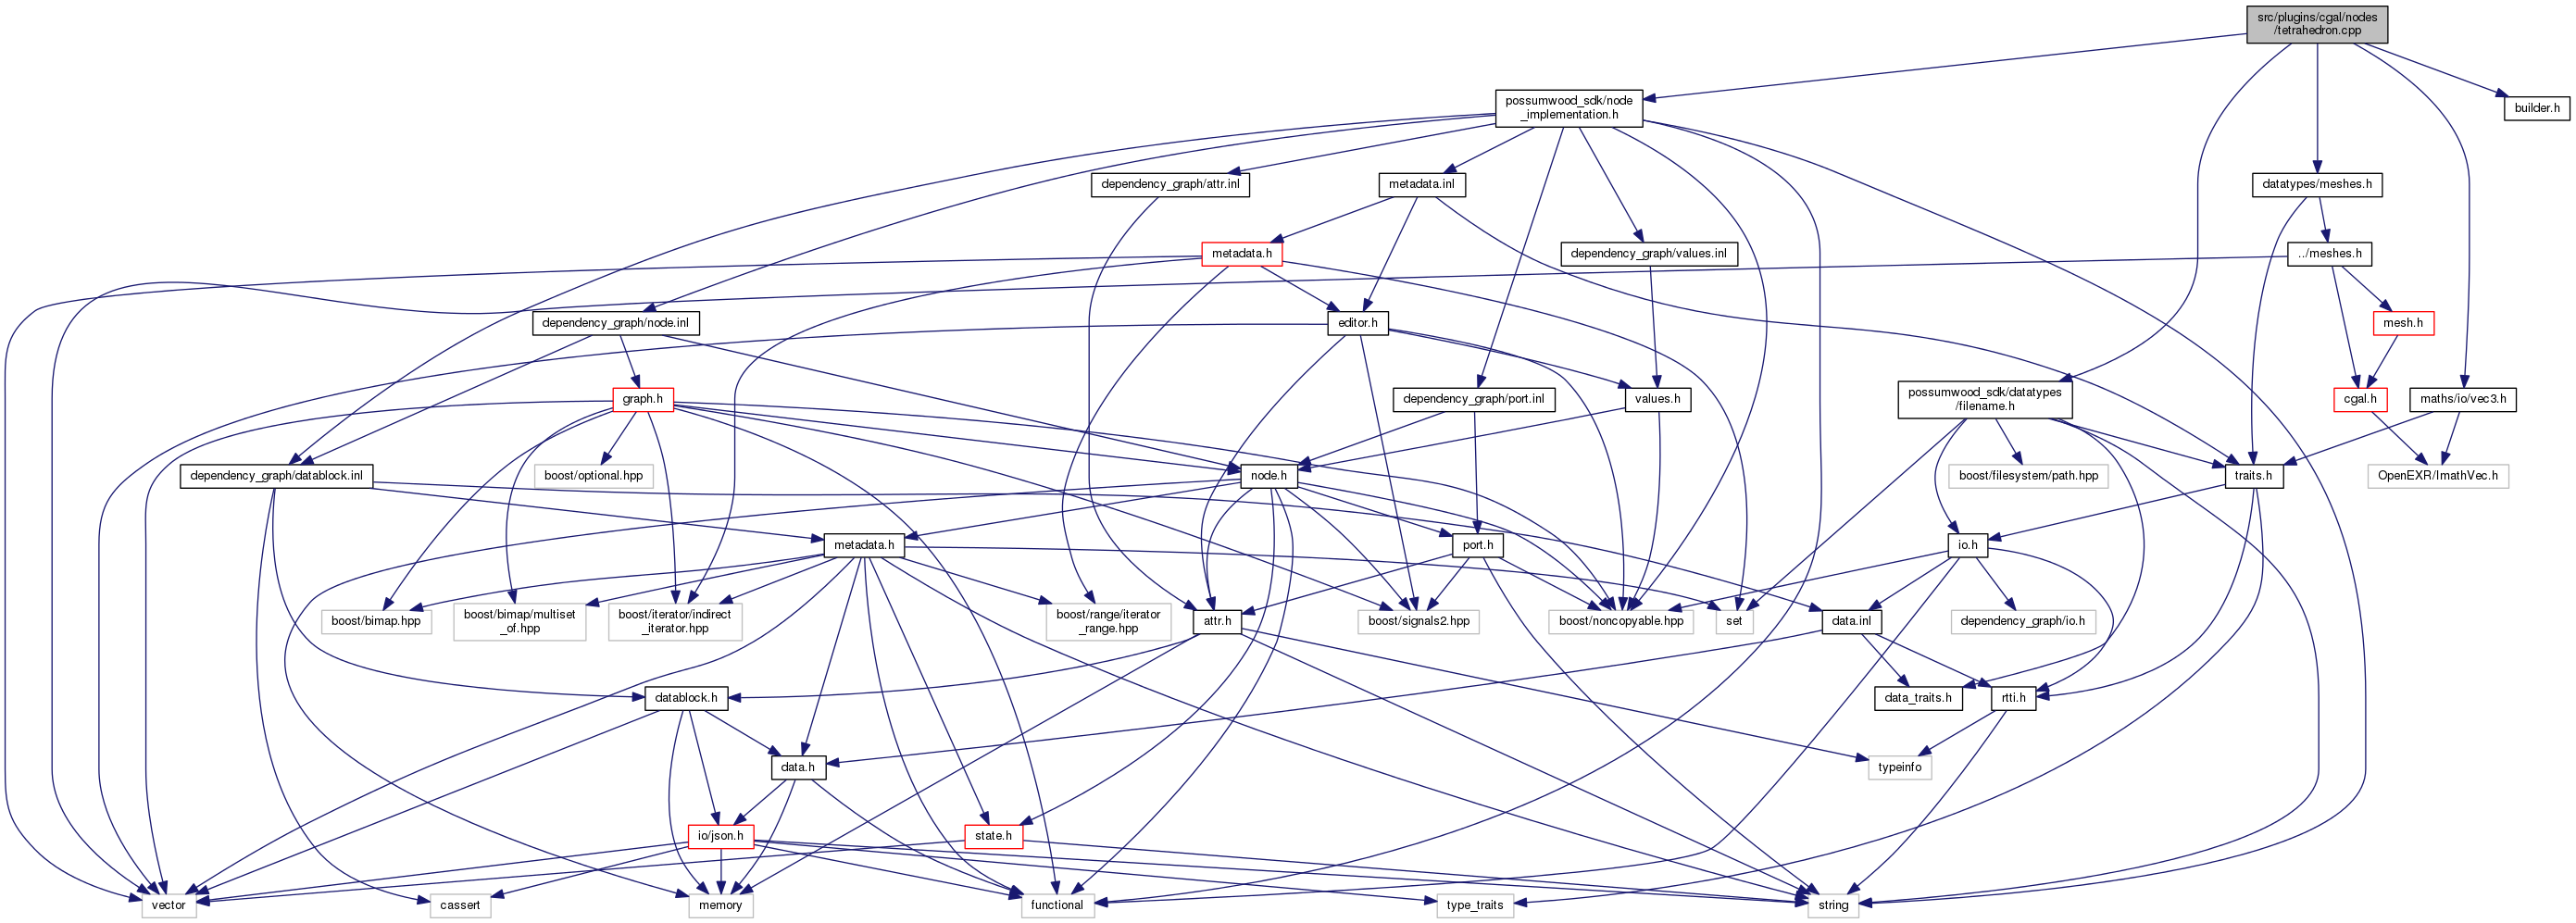 src/plugins/cgal/nodes
/tetrahedron.cpp
possumwood_sdk/node
_implementation.h
builder.h
dependency_graph/attr.inl
metadata.inl
datatypes/meshes.h
metadata.h
dependency_graph/values.inl
../meshes.h
dependency_graph/node.inl
editor.h
mesh.h
graph.h
dependency_graph/port.inl
values.h
possumwood_sdk/datatypes
/filename.h
cgal.h
maths/io/vec3.h
dependency_graph/datablock.inl
boost/optional.hpp
node.h
boost/filesystem/path.hpp
traits.h
OpenEXR/ImathVec.h
metadata.h
port.h
io.h
boost/bimap.hpp
boost/bimap/multiset
_of.hpp
boost/iterator/indirect
_iterator.hpp
boost/range/iterator
_range.hpp
attr.h
boost/signals2.hpp
boost/noncopyable.hpp
set
data.inl
dependency_graph/io.h
datablock.h
data_traits.h
rtti.h
data.h
typeinfo
io/json.h
state.h
vector
cassert
memory
functional
type_traits
string